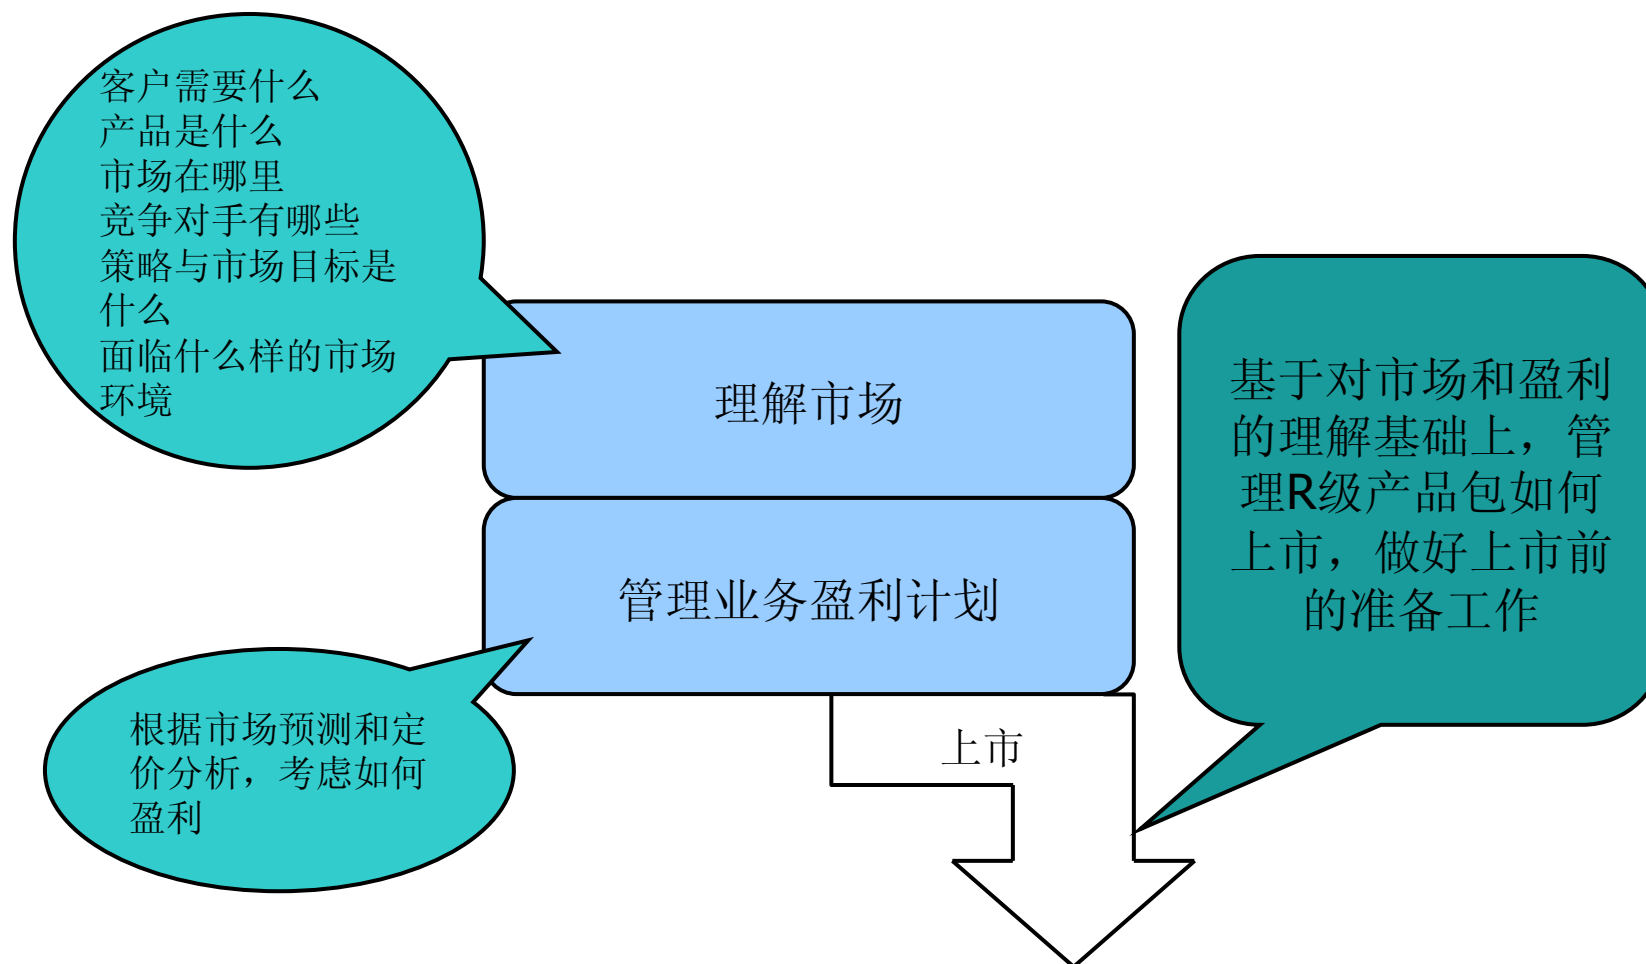 客户需要什么
产品是什么
市场在哪里
竞争对手有哪些
策略与市场目标是
什么
面临什么样的市场
环境
理解市场
管理业务盈利计划
根据市场预测和定
价分析，考虑如何
盈利
上市
基于对市场和盈利
的理解基础上，管
理R级产品包如何
上市，做好上市前
的准备工作